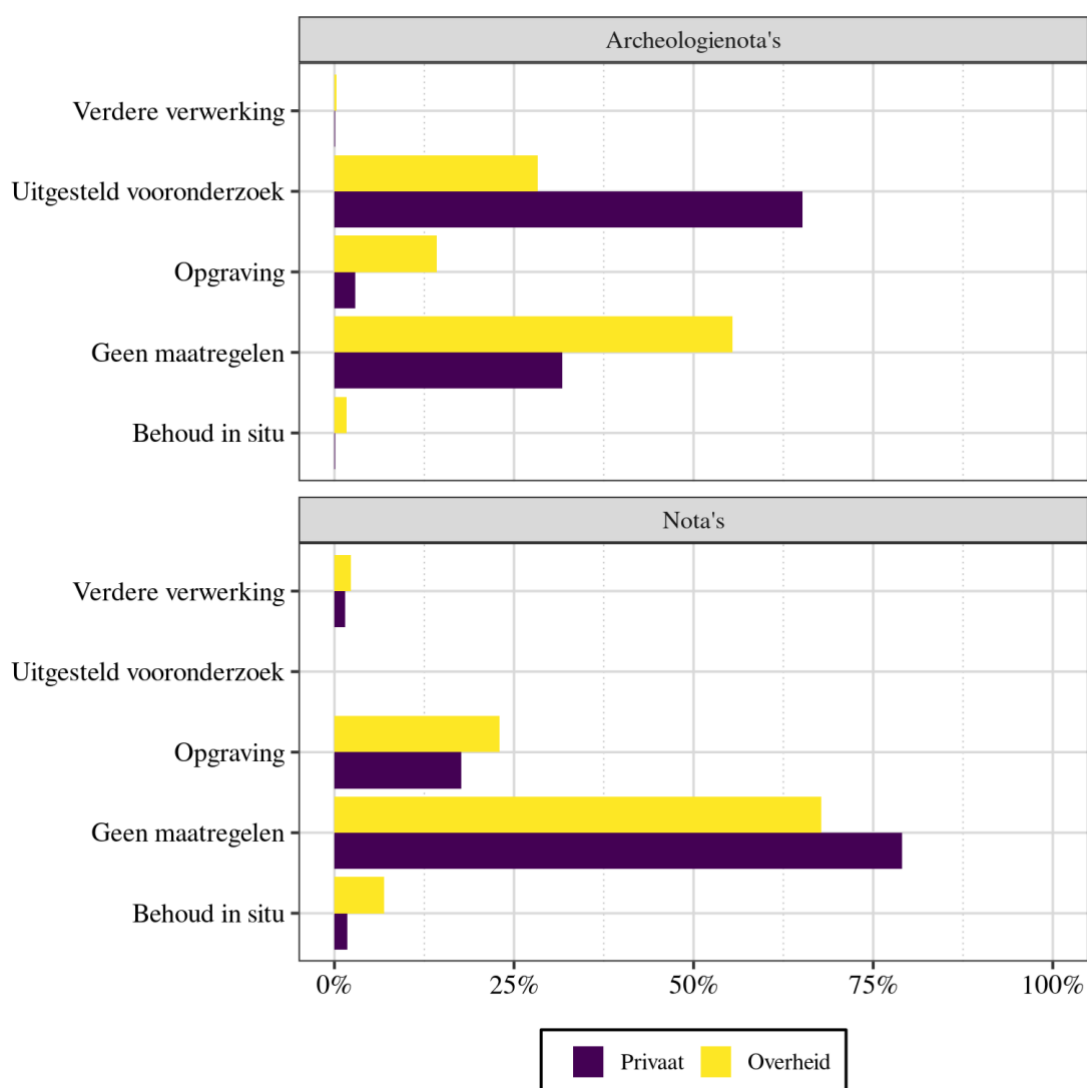 Archeologienota's
Verdere verwerking
Uitgesteld vooronderzoek
Opgraving
Geen maatregelen
Behoud in situ
Nota's
Verdere verwerking
Uitgesteld vooronderzoek
Opgraving
Geen maatregelen
Behoud in situ
0% 25% 50% 75% 100%
Privaat Overheid